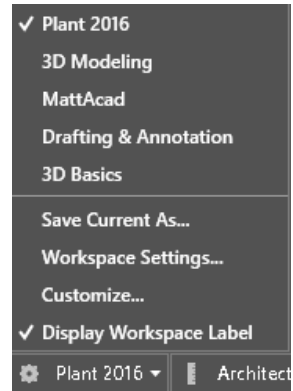 ✓ Plant 2016
3D Modeling
MattAcad
Drafting & Annotation
3D Basics
Save Current As...
Workspace Settings...
Customize...
✓ Display Workspace Label
Plant 2016 ▾ Architect